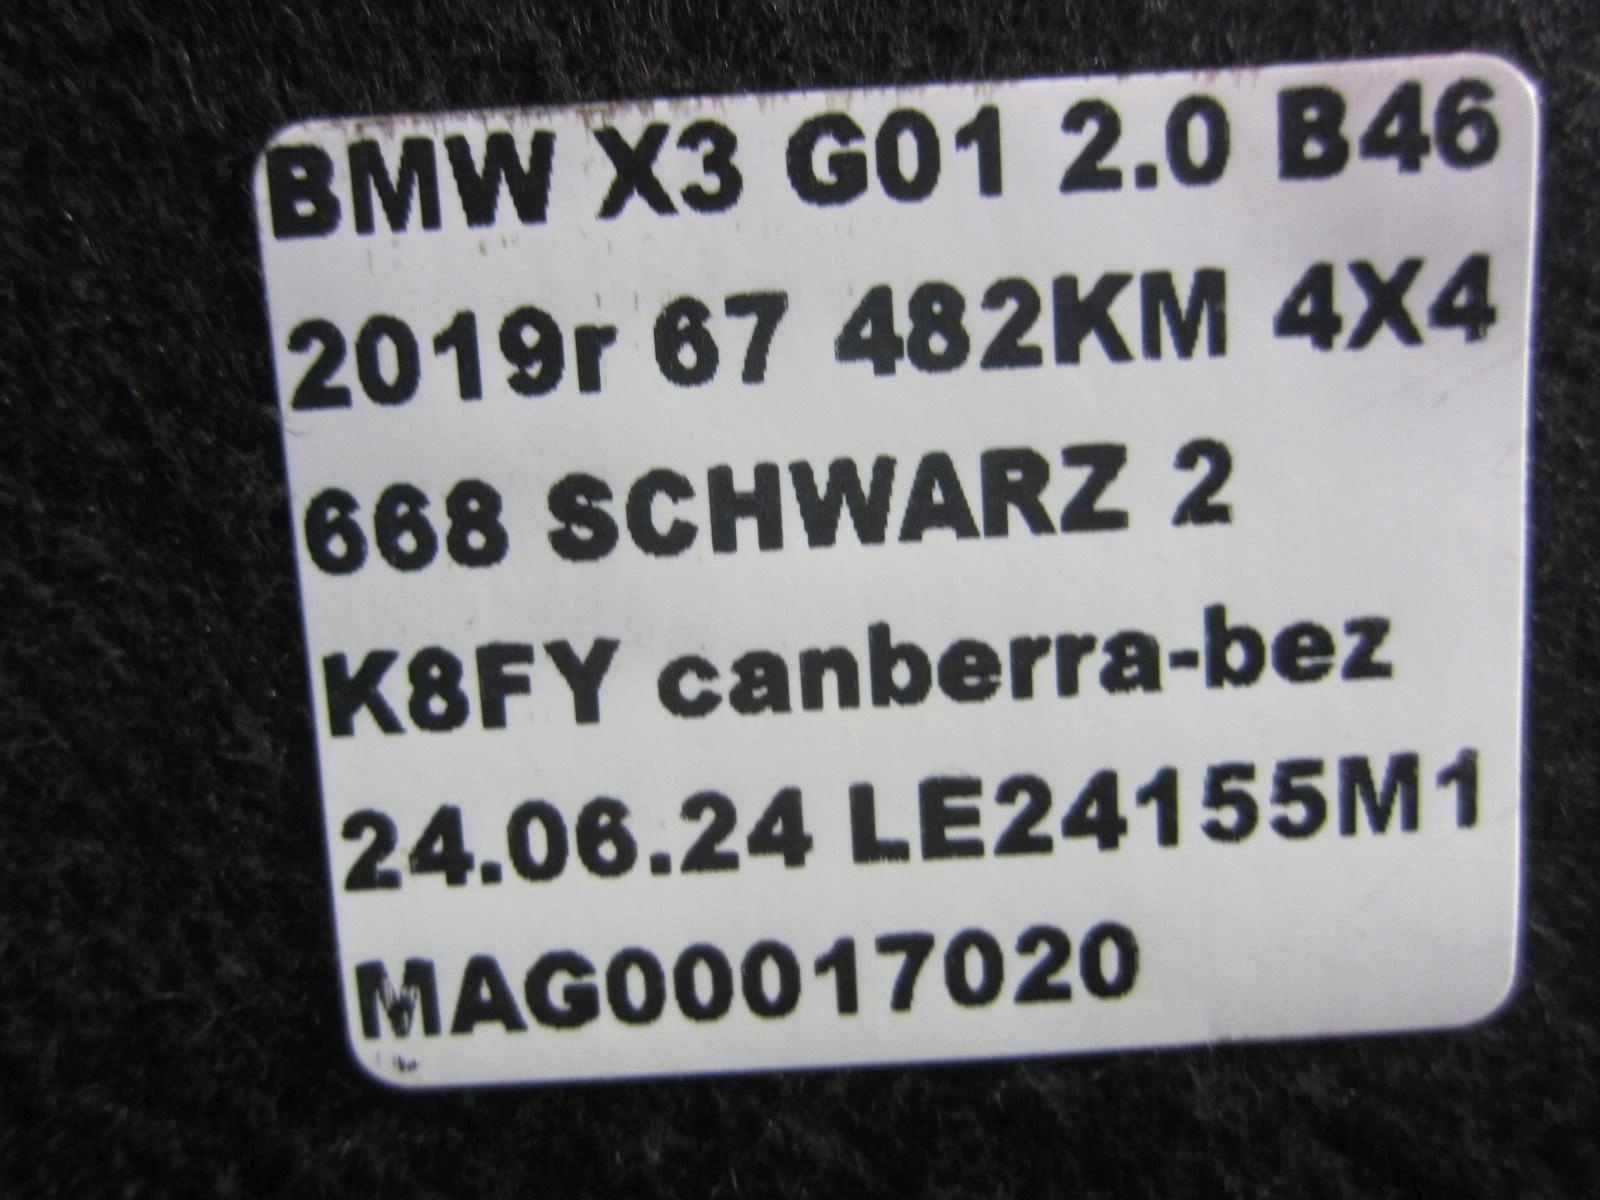 BMW X3 G01 2.0 B46
2019r 67 482KM 4X4
668 SCHWARZ 2
K8FY canberra-bez
24.06.24 LE24155M1
MAG00017020